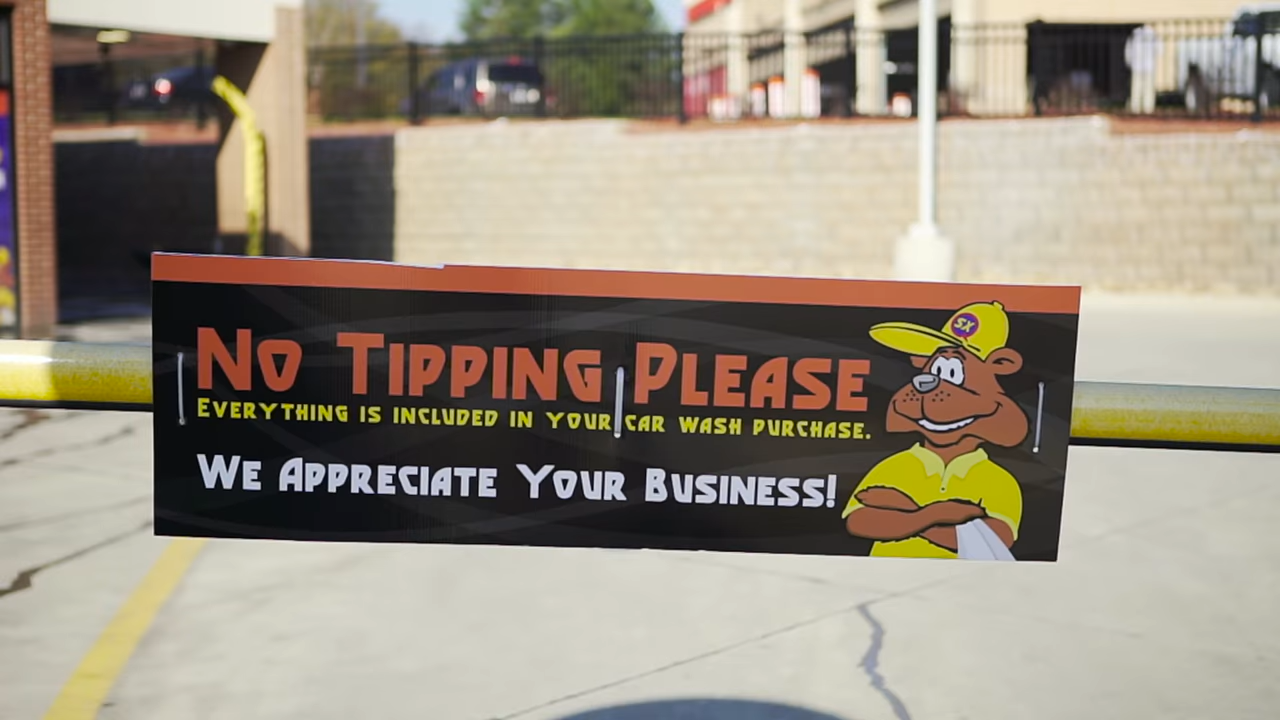 No Tipping Please
Everything is included in your car wash purchase.
We Appreciate Your Business!
SX